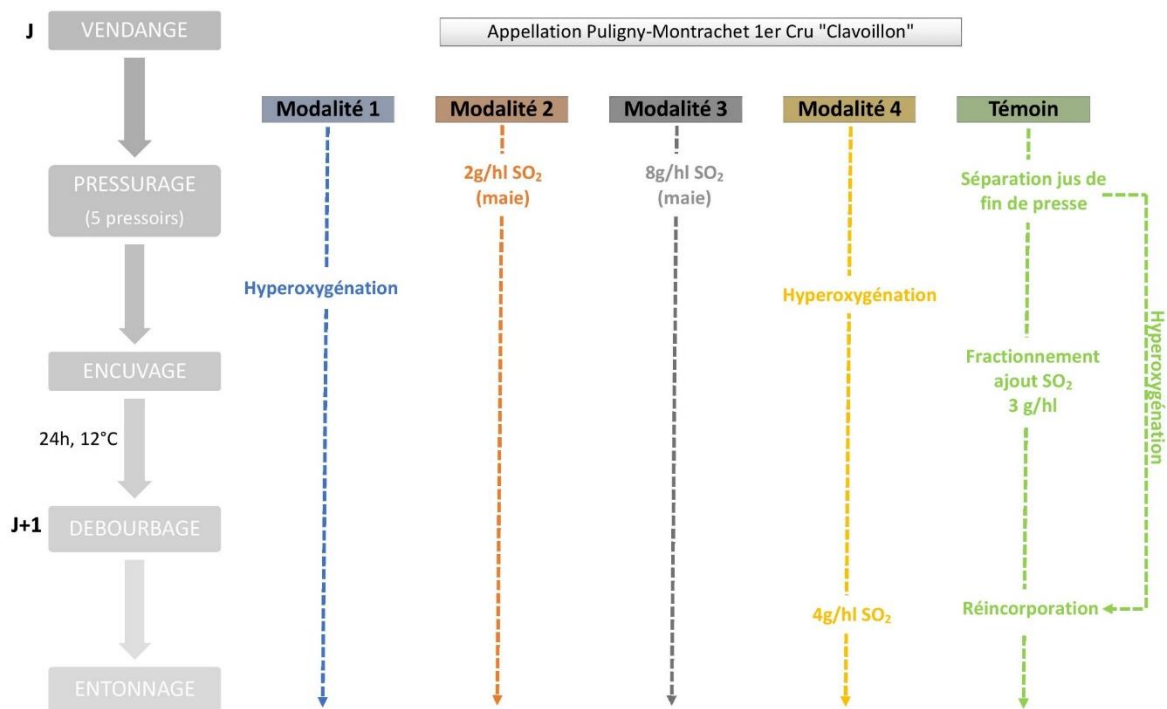 J
VENDANGE
Appellation Puligny-Montrachet 1er Cru "Clavoillon"
Modalité 1
Modalité 2
Modalité 3
Modalité 4
Témoin
PRESSURAGE
(5 pressoirs)
2g/hl SO₂
(maie)
8g/hl SO₂
(maie)
Séparation jus de
fin de presse
Hyperoxygénation
Hyperoxygénation
Hyperoxygénation
ENCUVAGE
Fractionnement
ajout SO₂
3 g/hl
24h, 12°C
J+1
DEBOURBAGE
4g/hl SO₂
Réincorporation
ENTONNAGE